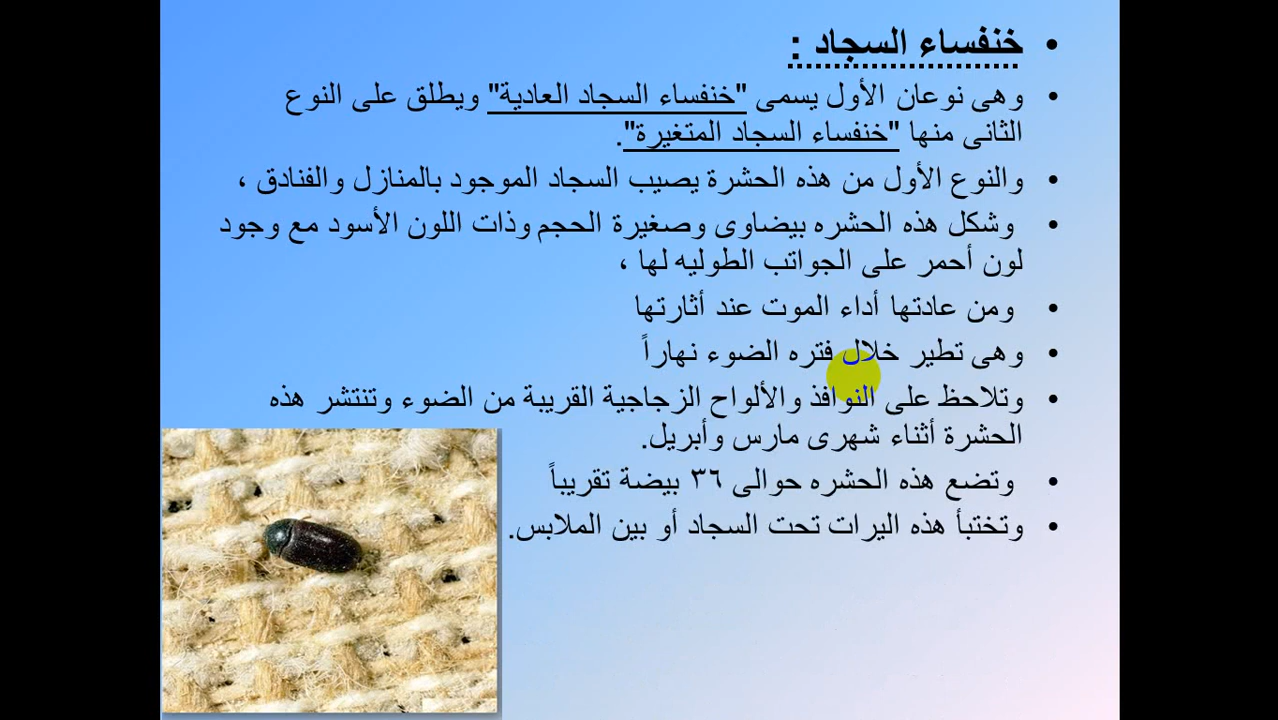 • خنفساء السجاد :
• وهى نوعان الأول يسمى "خنفساء السجاد العادية" ويطلق على النوع
الثانى منها "خنفساء السجاد المتغيرة".
• والنوع الأول من هذه الحشرة يصيب السجاد الموجود بالمنازل والفنادق ،
• وشكل هذه الحشره بيضاوى وصغيرة الحجم وذات اللون الأسود مع وجود
لون أحمر على الجواتب الطوليه لها ،
• ومن عادتها أداء الموت عند أثارتها
• وهى تطير خلال فتره الضوء نهاراً
• وتلاحظ على النوافذ والألواح الزجاجية القريبة من الضوء وتنتشر هذه
الحشرة أثناء شهرى مارس وأبريل.
• وتضع هذه الحشره حوالى ٣٦ بيضة تقريباً
• وتختبأ هذه اليرات تحت السجاد أو بين الملابس.